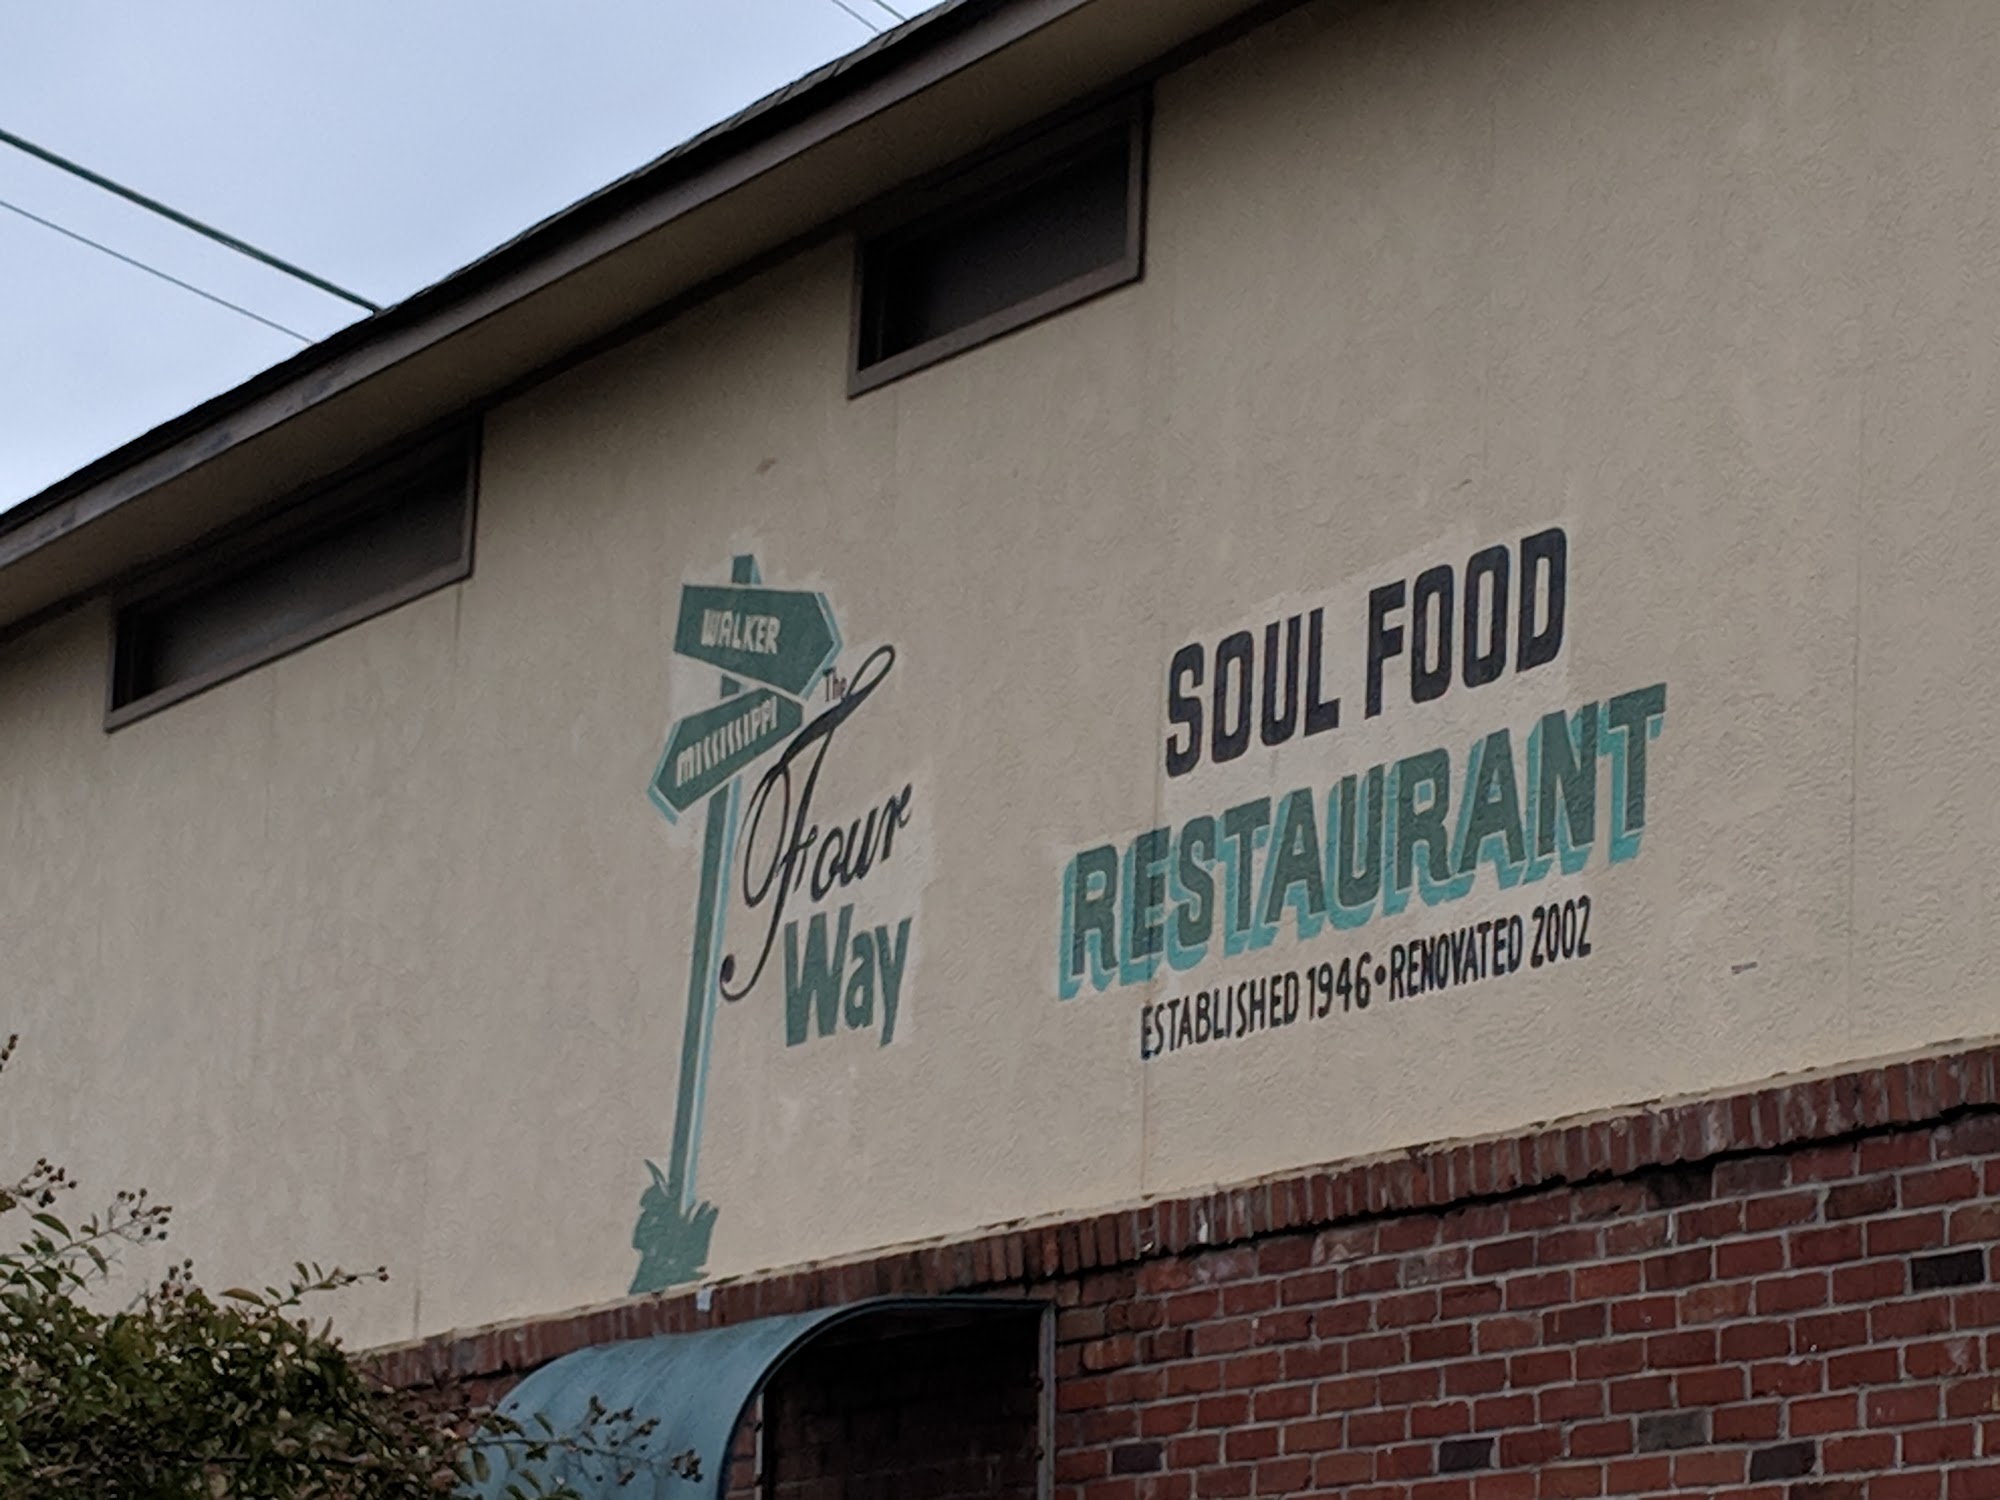 WALKER
MISSISSIPPI
The
Four
Way
SOUL FOOD
RESTAURANT
ESTABLISHED 1946•RENOVATED 2002